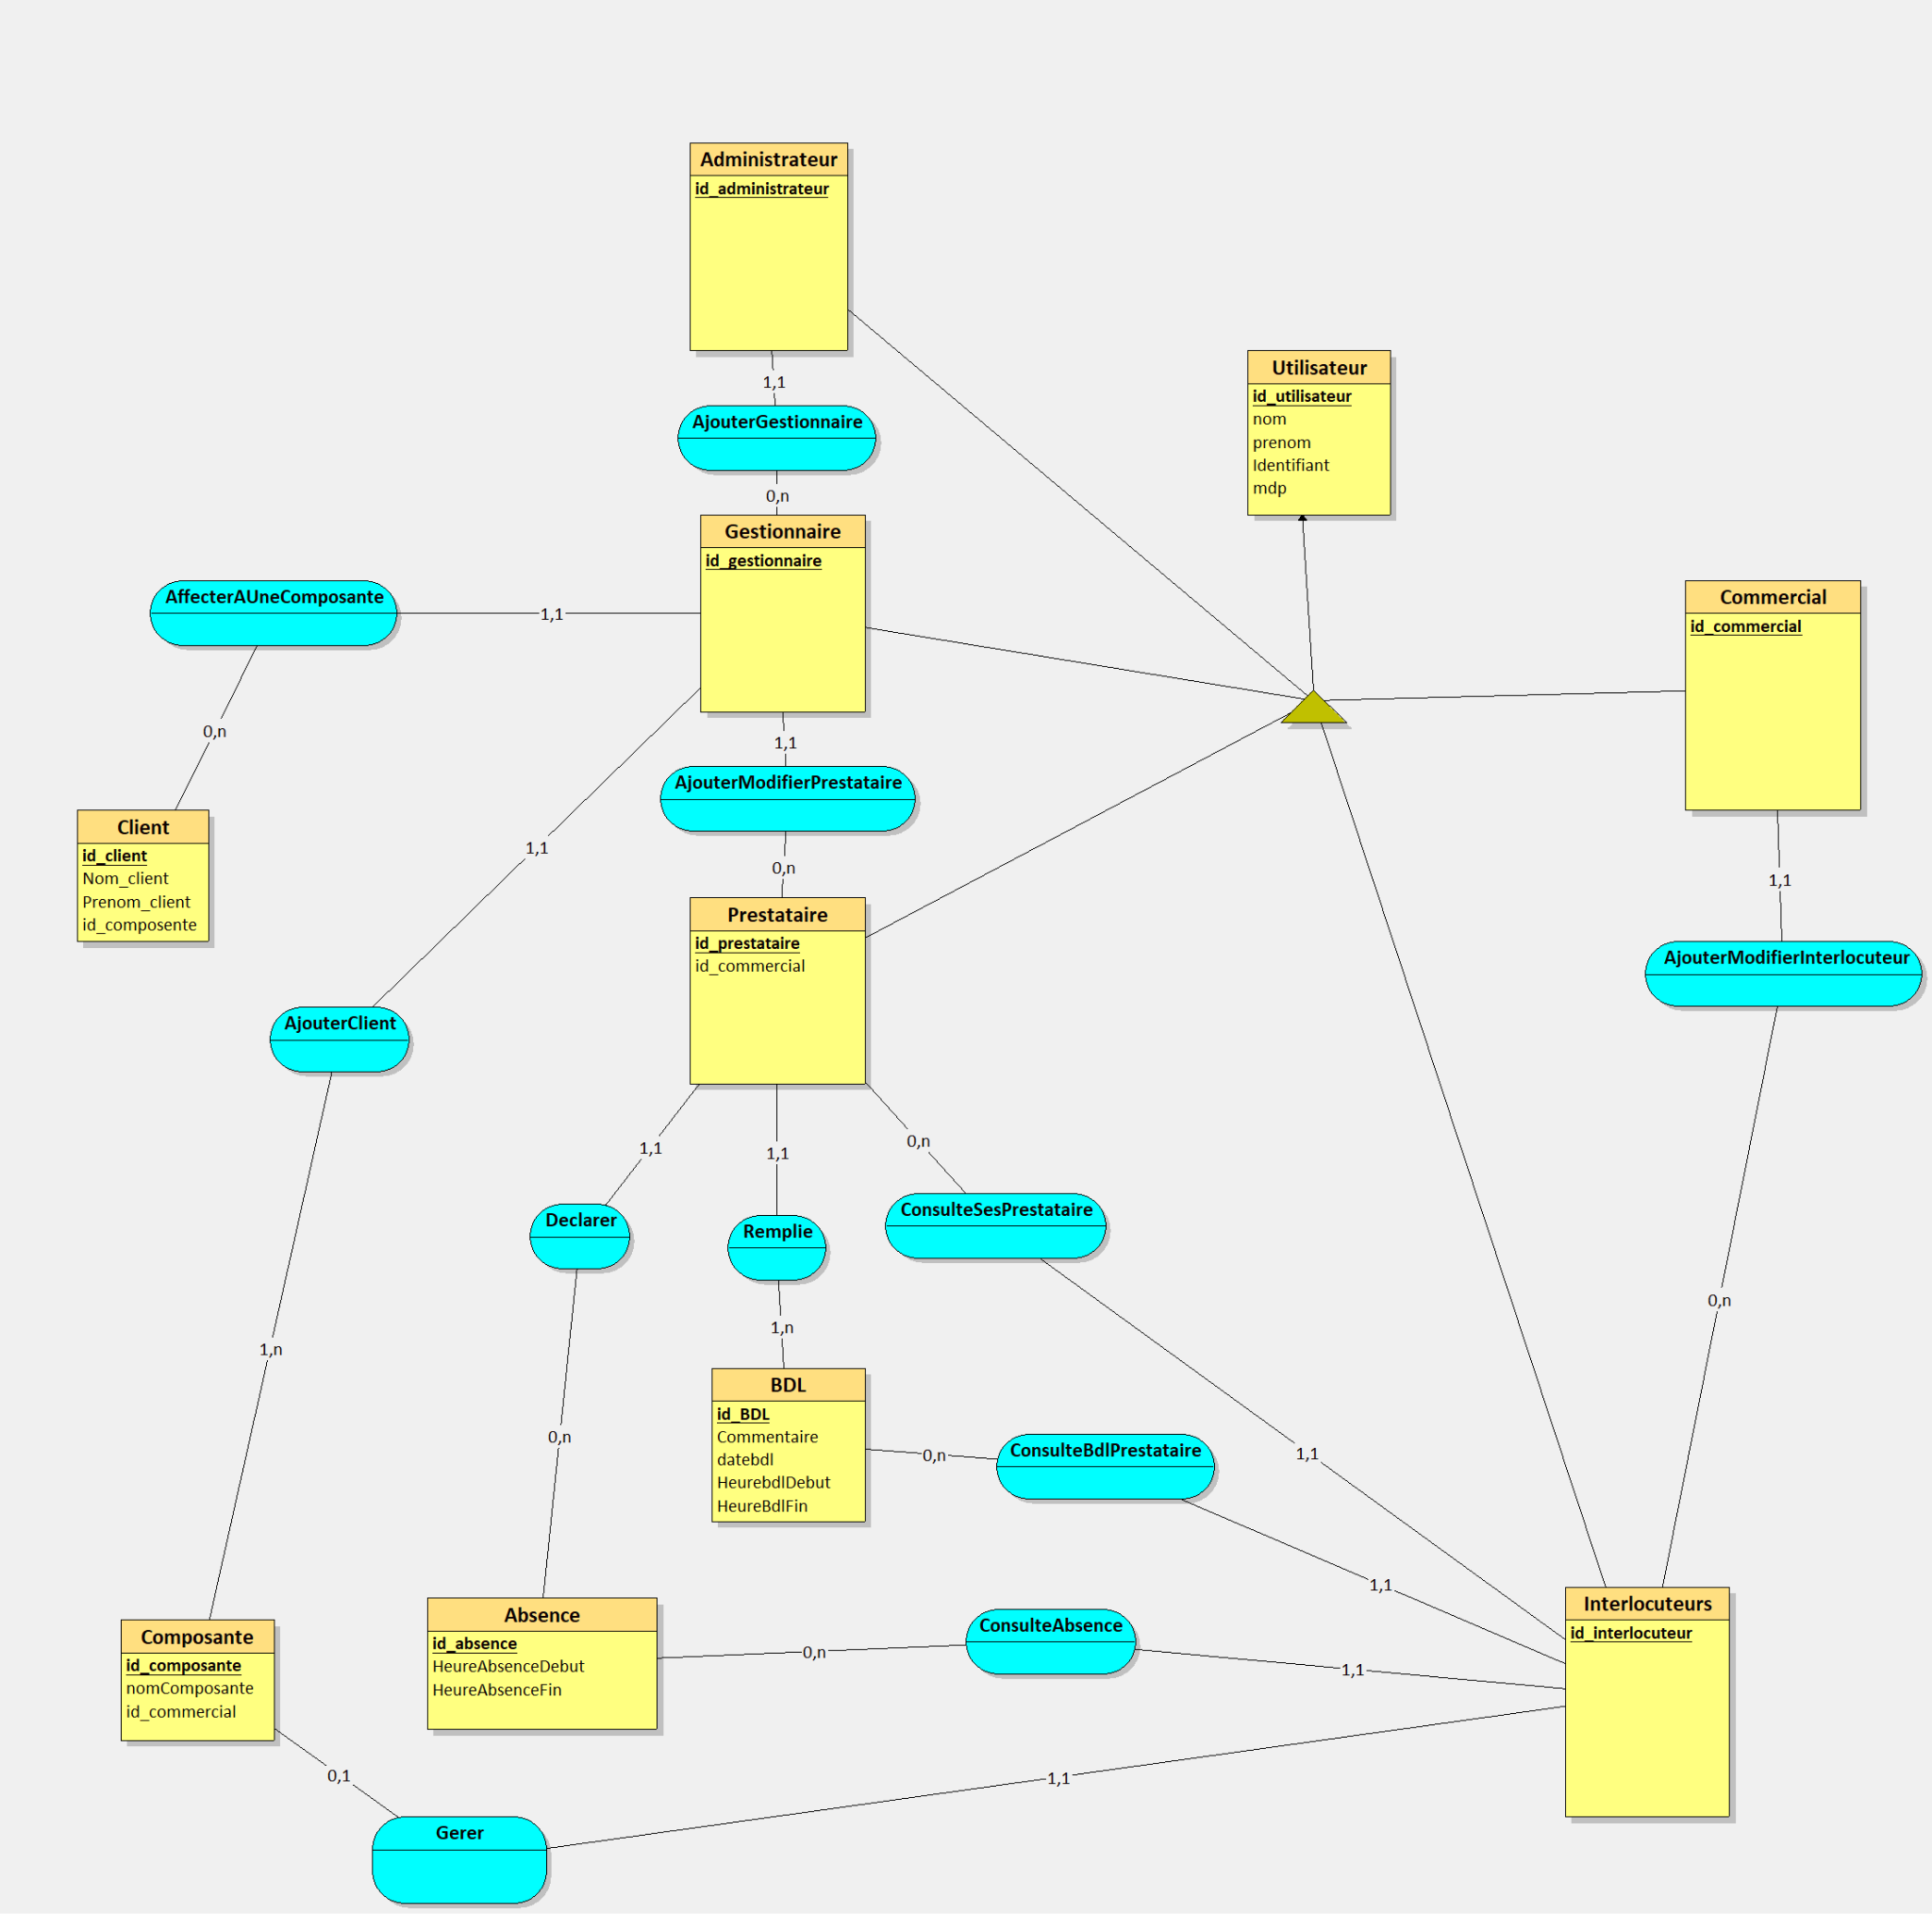 Administrateur
id_administrateur
1,1
AjouterGestionnaire
0,n
Utilisateur
id_utilisateur
nom
prenom
Identifiant
mdp
Gestionnaire
id_gestionnaire
AffecterAUneComposante
1,1
Commercial
id_commercial
0,n
1,1
AjouterModifierPrestataire
0,n
Client
id_client
Nom_client
Prenom_client
id_composente
1,1
1,1
Prestataire
id_prestataire
id_commercial
AjouterModifierInterlocuteur
AjouterClient
1,1
1,1
0,n
Declarer
Remplie
ConsulteSesPrestataire
0,n
1,n
1,n
BDL
id_BDL
Commentaire
datebdl
HeurebdlDebut
HeureBdlFin
0,n
0,n
ConsulteBdlPrestataire
1,1
1,1
Absence
id_absence
HeureAbsenceDebut
HeureAbsenceFin
0,n
ConsulteAbsence
1,1
Interlocuteurs
id_interlocuteur
Composante
id_composante
nomComposante
id_commercial
0,1
1,1
Gerer